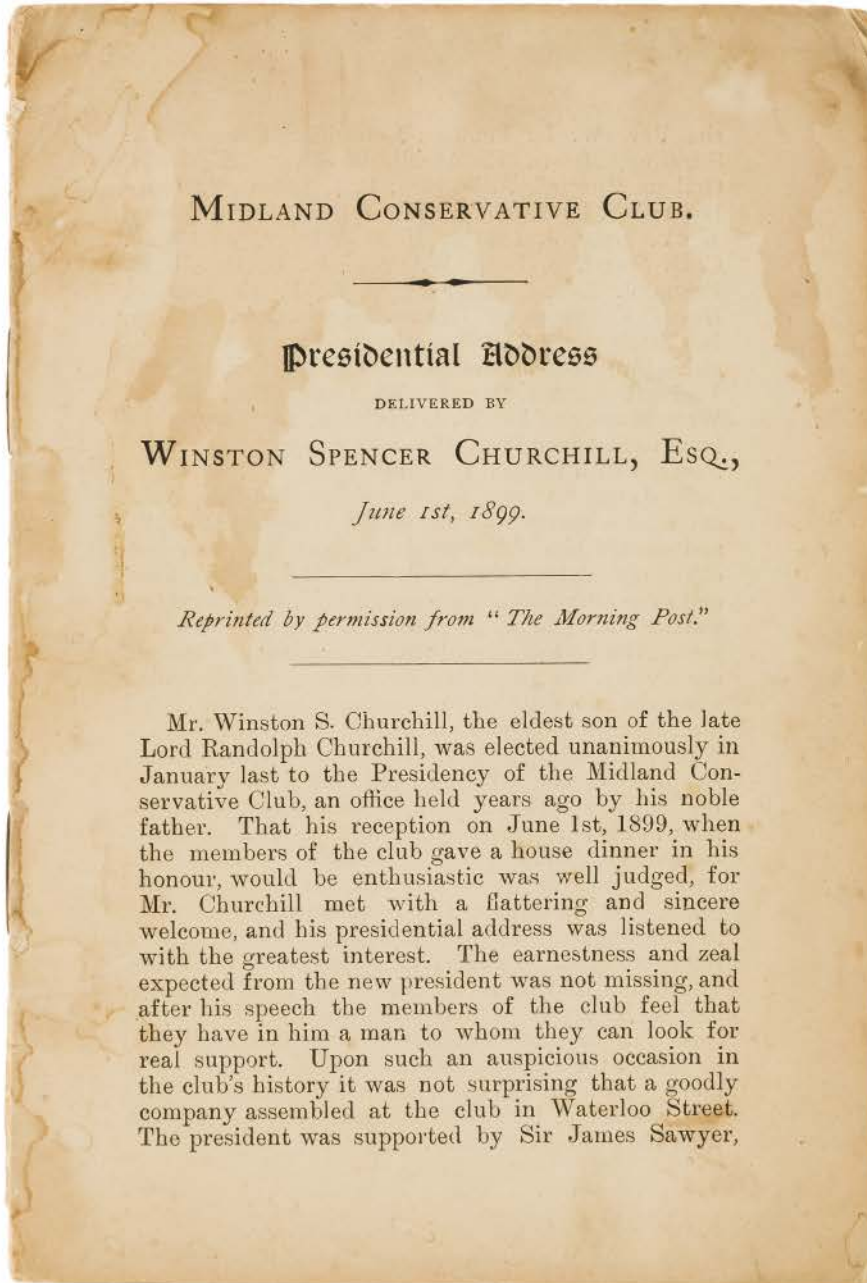 MIDLAND CONSERVATIVE CLUB.
Presidential Address
DELIVERED BY
WINSTON SPENCER CHURCHILL, ESQ.,
June 1st, 1899.
Reprinted by permission from “ The Morning Post.”
Mr. Winston S. Churchill, the eldest son of the late
Lord Randolph Churchill, was elected unanimously in
January last to the Presidency of the Midland Con-
servative Club, an office held years ago by his noble
father. That his reception on June 1st, 1899, when
the members of the club gave a house dinner in his
honour, would be enthusiastic was well judged, for
Mr. Churchill met with a flattering and sincere
welcome, and his presidential address was listened to
with the greatest interest. The earnestness and zeal
expected from the new president was not missing, and
after his speech the members of the club feel that
they have in him a man to whom they can look for
real support. Upon such an auspicious occasion in
the club's history it was not surprising that a goodly
company assembled at the club in Waterloo Street.
The president was supported by Sir James Sawyer,